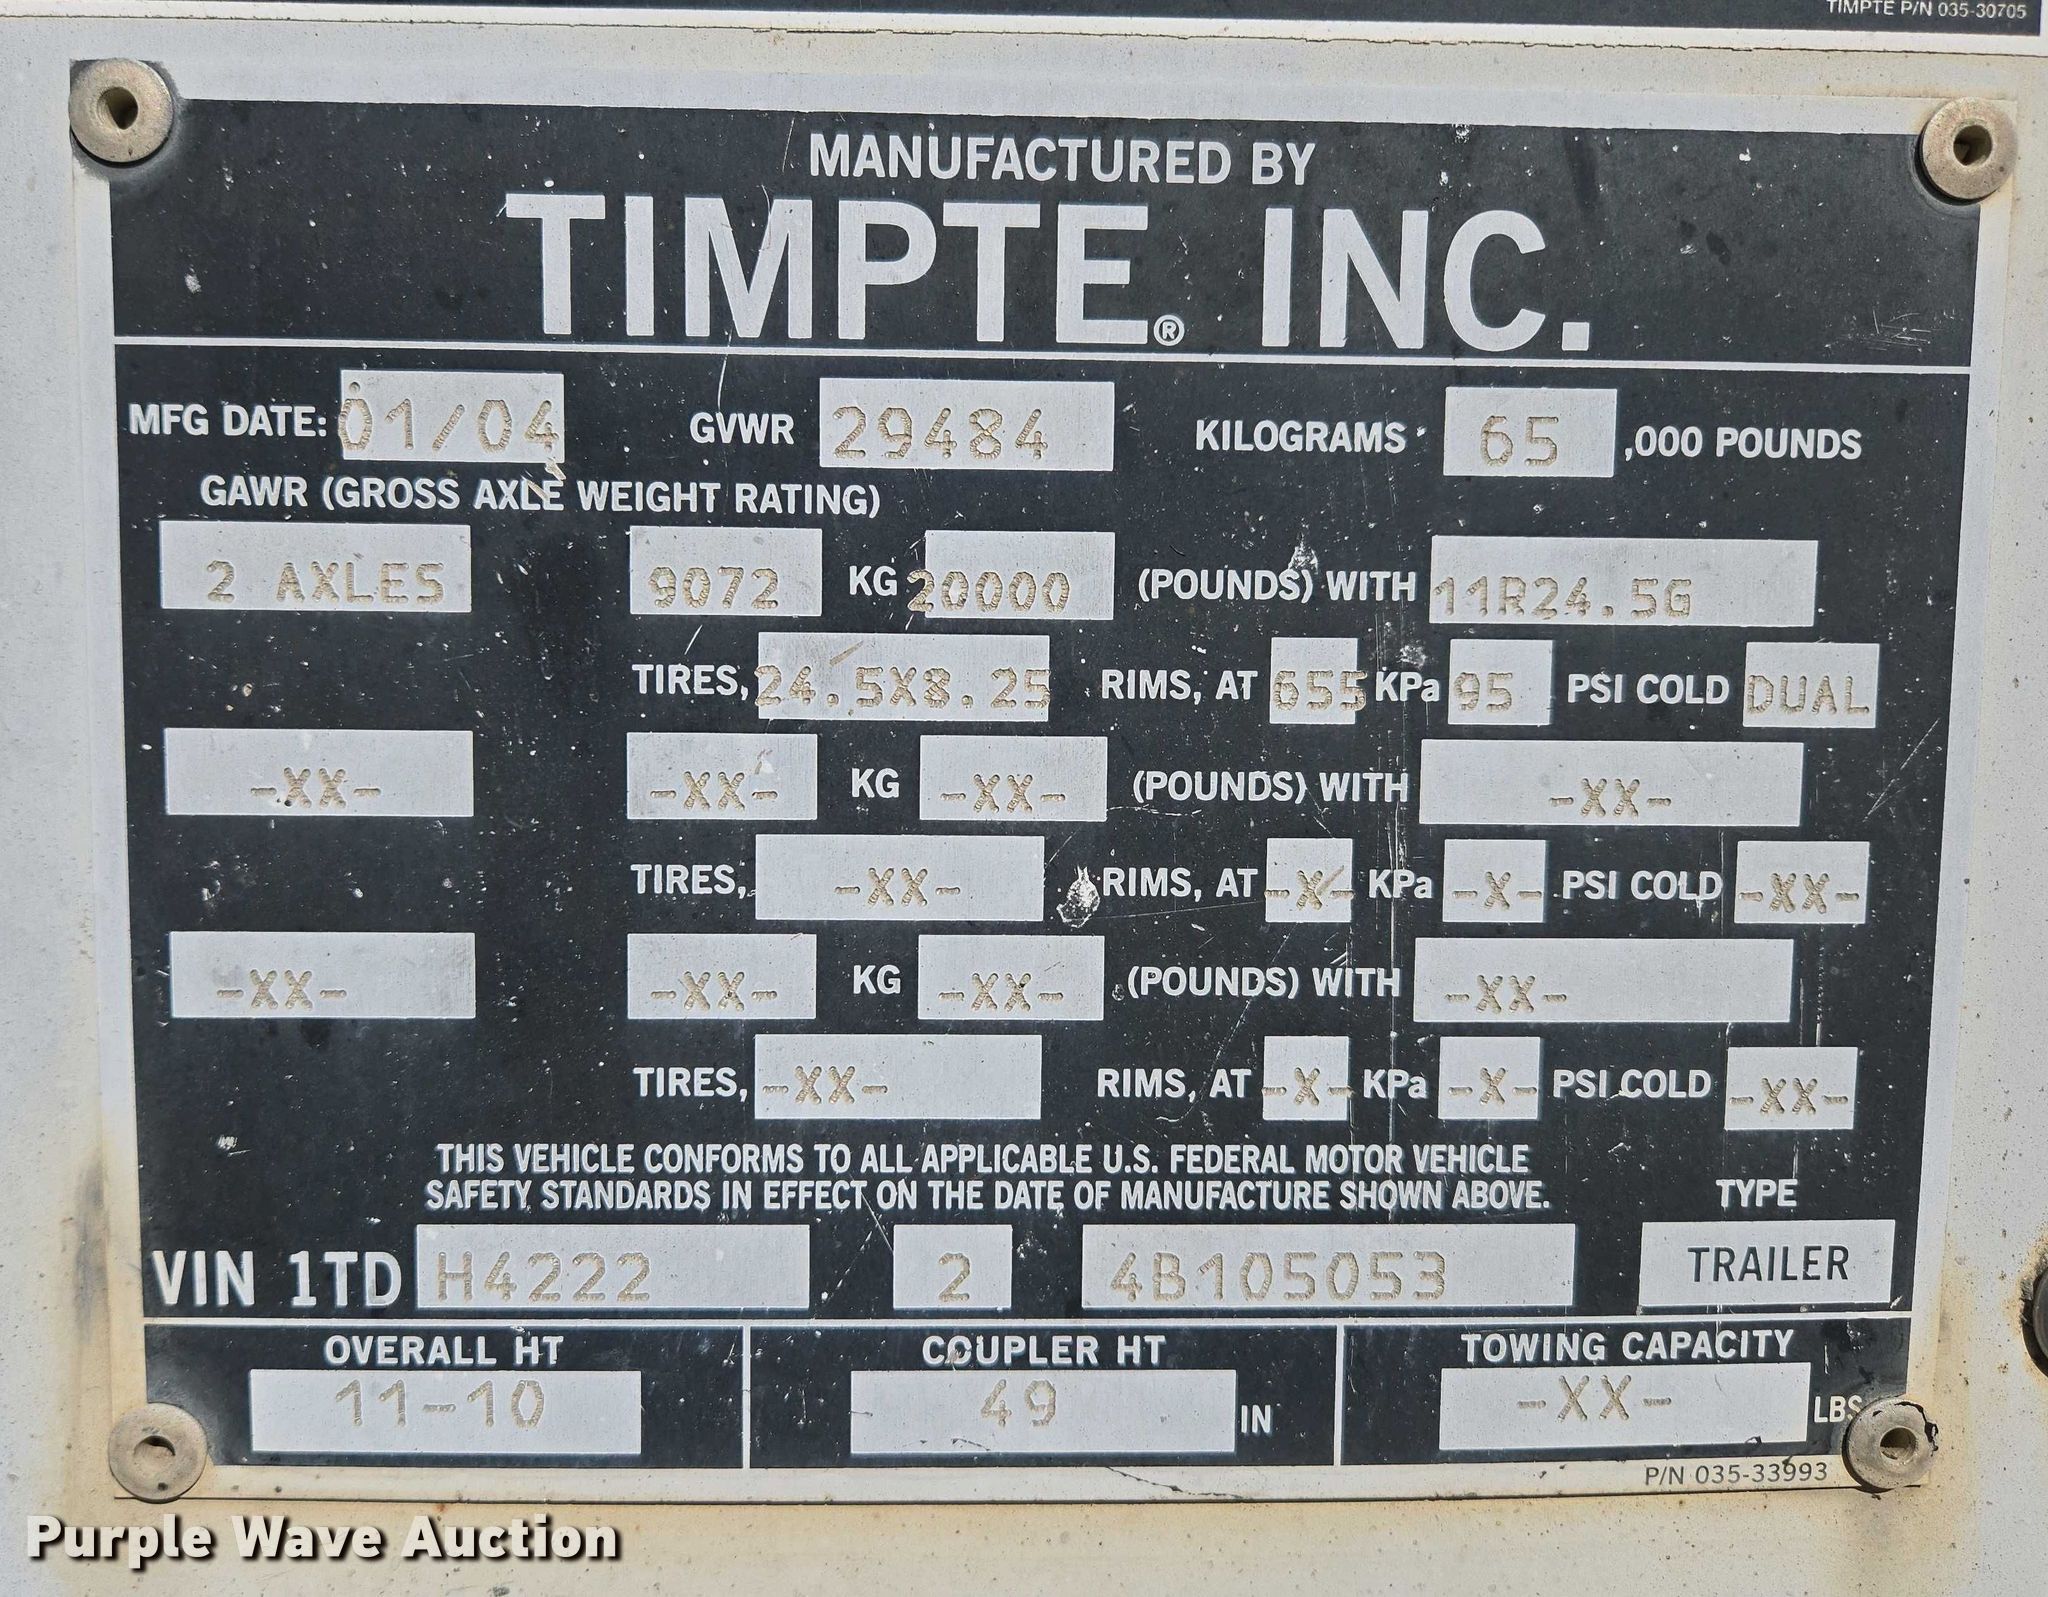 TIMPTE P/N 035-30705
MANUFACTURED BY
TIMPTE® INC.
MFG DATE: 01/04 GVWR 29484 KILOGRAMS 65 ,000 POUNDS
GAWR (GROSS AXLE WEIGHT RATING)
2 AXLES 9072 KG 20000 (POUNDS) WITH 11R24.5G
TIRES, 24.5X8.25 RIMS, AT 655 KPa 95 PSI COLD DUAL
-XX- -XX- KG -XX- (POUNDS) WITH -XX-
TIRES, -XX- RIMS, AT -X- KPa -X- PSI COLD -XX-
-XX- -XX- KG -XX- (POUNDS) WITH -XX-
TIRES, -XX- RIMS, AT -X- KPa -X- PSI COLD -XX-
THIS VEHICLE CONFORMS TO ALL APPLICABLE U.S. FEDERAL MOTOR VEHICLE
SAFETY STANDARDS IN EFFECT ON THE DATE OF MANUFACTURE SHOWN ABOVE. TYPE
VIN 1TD H4222 2 4B105053 TRAILER
OVERALL HT COUPLER HT TOWING CAPACITY
11-10 49 IN -XX- LBS
P/N 035-33993
Purple Wave Auction